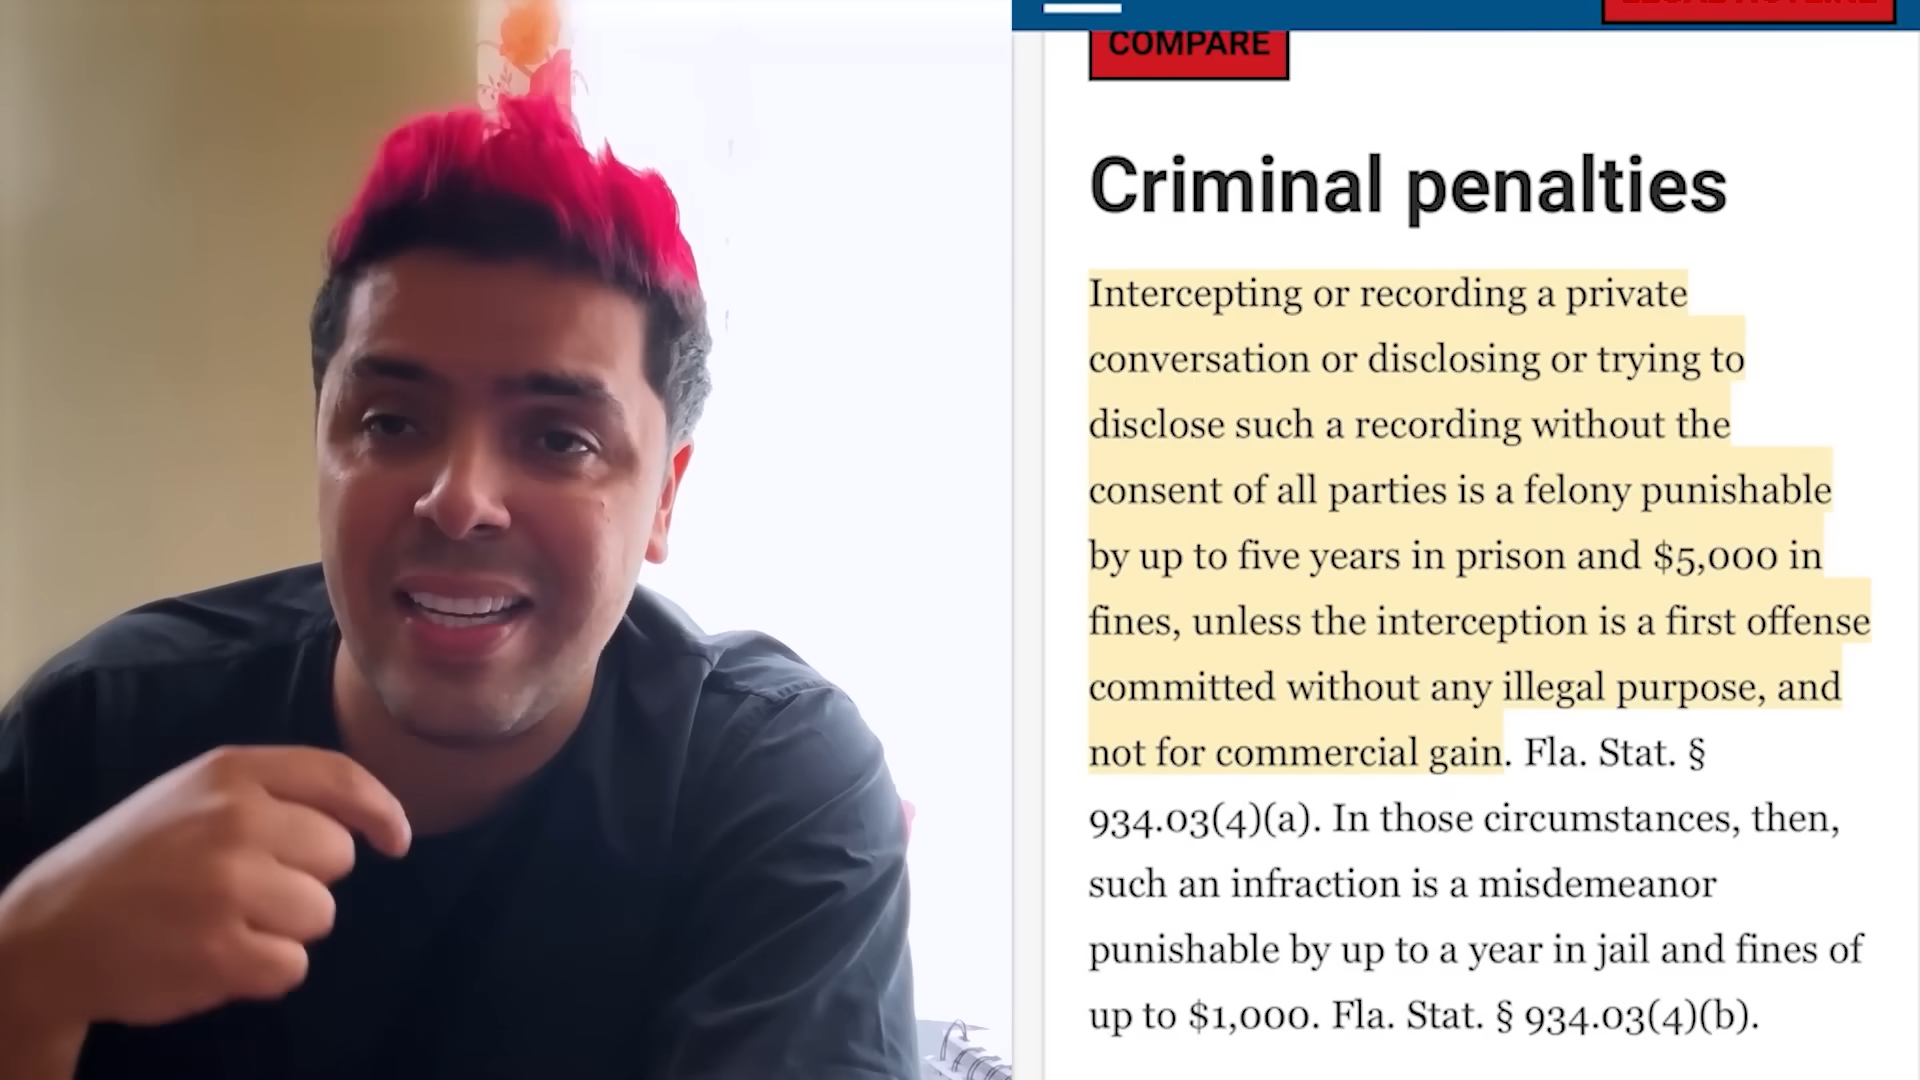 COMPARE
Criminal penalties
Intercepting or recording a private
conversation or disclosing or trying to
disclose such a recording without the
consent of all parties is a felony punishable
by up to five years in prison and $5,000 in
fines, unless the interception is a first offense
committed without any illegal purpose, and
not for commercial gain. Fla. Stat. §
934.03(4)(a). In those circumstances, then,
such an infraction is a misdemeanor
punishable by up to a year in jail and fines of
up to $1,000. Fla. Stat. § 934.03(4)(b).